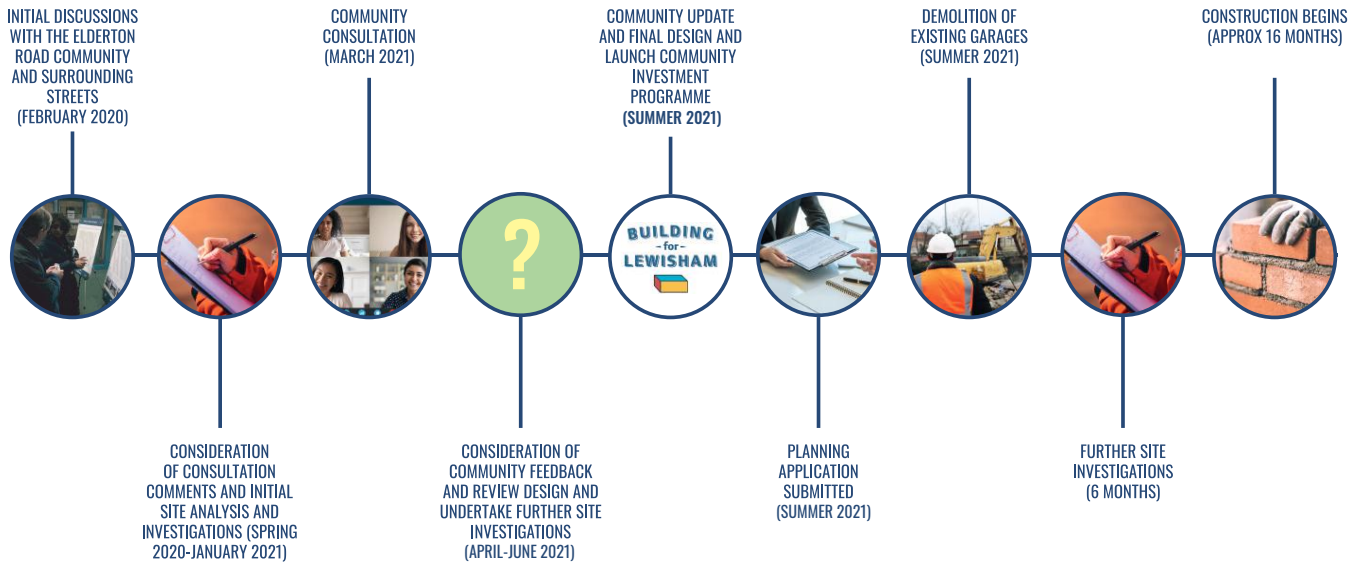 INITIAL DISCUSSIONS
WITH THE ELDERTON
ROAD COMMUNITY
AND SURROUNDING
STREETS
(FEBRUARY 2020)
CONSIDERATION
OF CONSULTATION
COMMENTS AND INITIAL
SITE ANALYSIS AND
INVESTIGATIONS (SPRING
2020-JANUARY 2021)
COMMUNITY
CONSULTATION
(MARCH 2021)
?
CONSIDERATION OF
COMMUNITY FEEDBACK
AND REVIEW DESIGN AND
UNDERTAKE FURTHER SITE
INVESTIGATIONS
(APRIL-JUNE 2021)
COMMUNITY UPDATE
AND FINAL DESIGN AND
LAUNCH COMMUNITY
INVESTMENT
PROGRAMME
(SUMMER 2021)
BUILDING
-for-
LEWISHAM
PLANNING
APPLICATION
SUBMITTED
(SUMMER 2021)
DEMOLITION OF
EXISTING GARAGES
(SUMMER 2021)
FURTHER SITE
INVESTIGATIONS
(6 MONTHS)
CONSTRUCTION BEGINS
(APPROX 16 MONTHS)